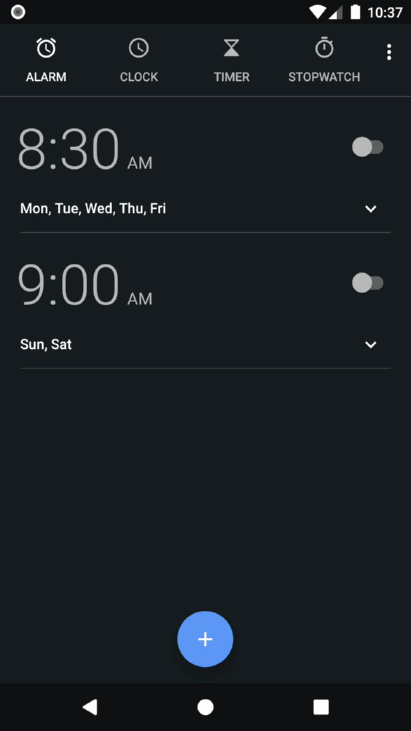 10:37
ALARM CLOCK TIMER STOPWATCH
8:30 AM
Mon, Tue, Wed, Thu, Fri
9:00 AM
Sun, Sat